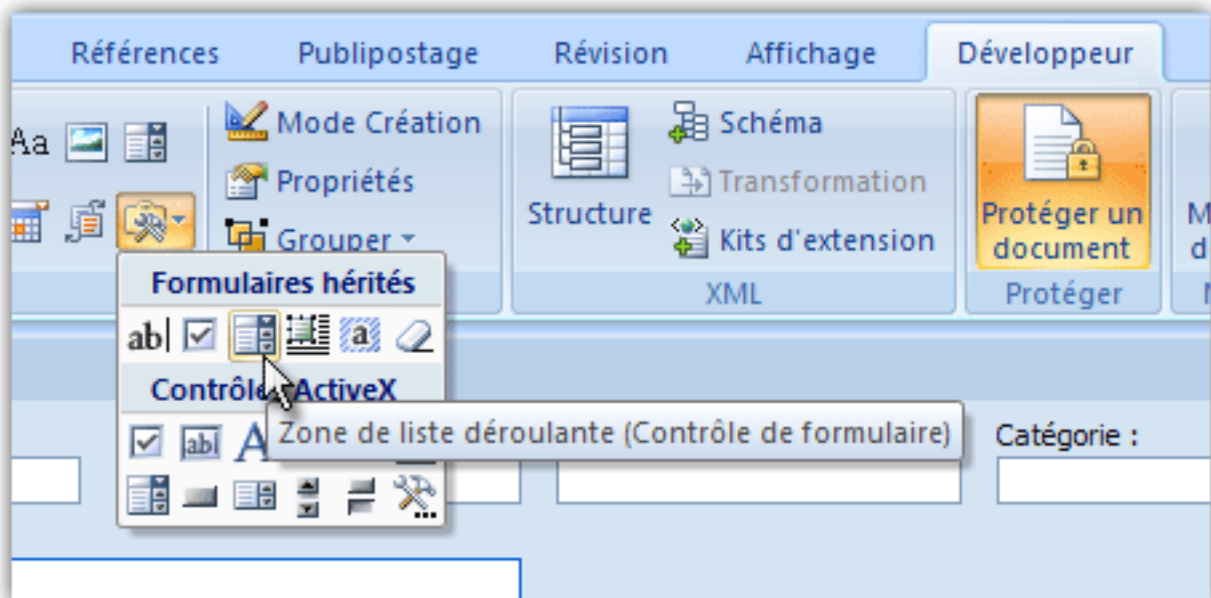 Références Publipostage Révision Affichage Développeur
Aa
Mode Création
Propriétés
Grouper
Structure
Schéma
Transformation
Kits d'extension
XML
Protéger un
document
Protéger
Formulaires hérités
ab|
a
ActiveX
ab|
A
Zone de liste déroulante (Contrôle de formulaire)
Catégorie :